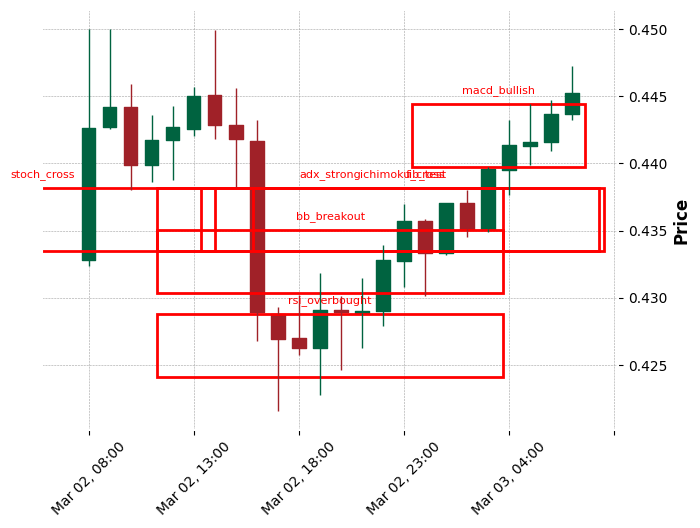 0.450
0.445
0.440
0.435
0.430
0.425
Price
macd_bullish
stoch_cross
adx_strong
bb_breakout
rsi_overbought
Mar 02, 08:00
Mar 02, 13:00
Mar 02, 18:00
Mar 02, 23:00
Mar 03, 04:00